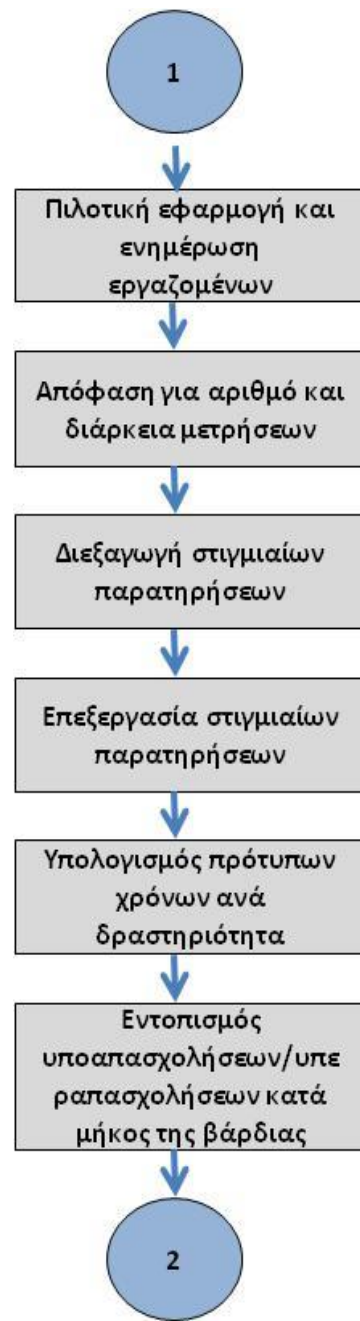 1
Πιλοτική εφαρμογή και
ενημέρωση
εργαζομένων
Απόφαση για αριθμό και
διάρκεια μετρήσεων
Διεξαγωγή στιγμιαίων
παρατηρήσεων
Επεξεργασία στιγμιαίων
παρατηρήσεων
Υπολογισμός πρότυπων
χρόνων ανά
δραστηριότητα
Εντοπισμός
υποαπασχολήσεων/υπε
ραπασχολήσεων κατά
μήκος της βάρδιας
2